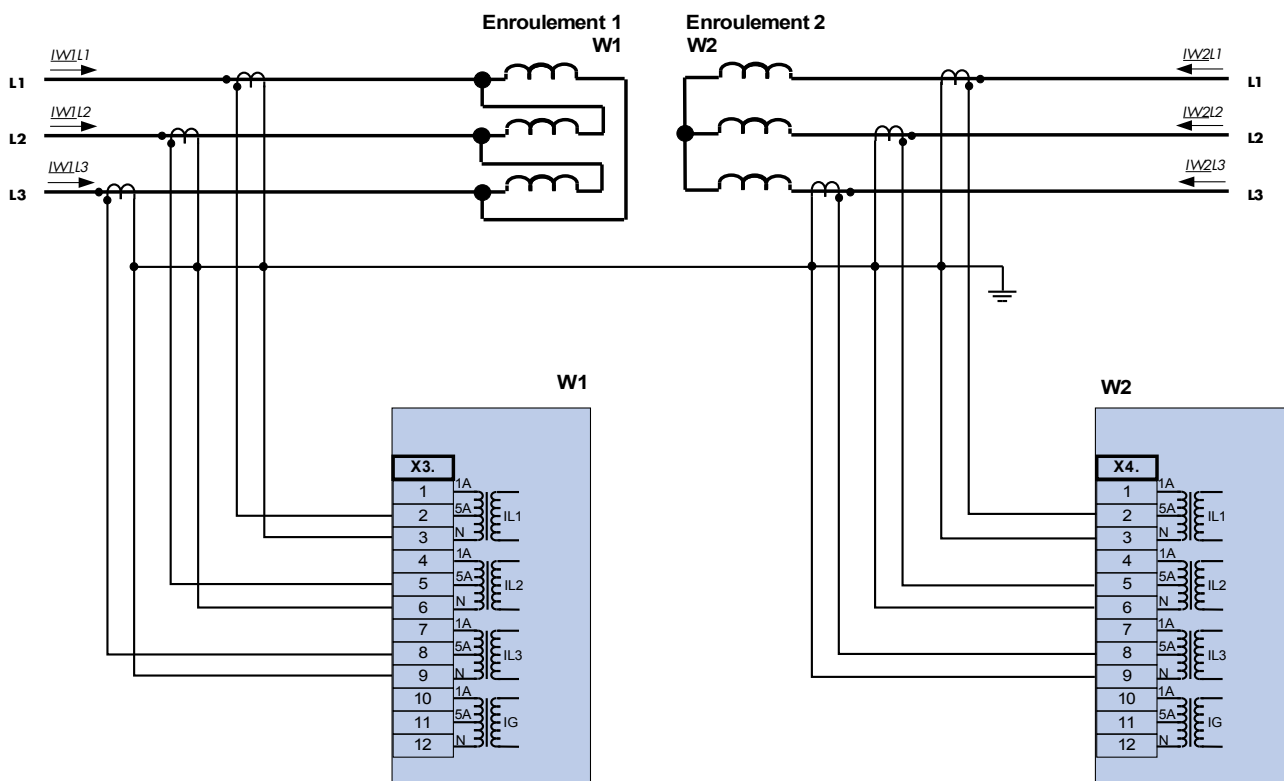 Enroulement 1
W1
Enroulement 2
W2
IW1L1
L1
IW1L2
L2
IW1L3
L3
IW2L1
L1
IW2L2
L2
IW2L3
L3
W1
X3.
1 1A
2 5A IL1
3 N
4 1A
5 5A IL2
6 N
7 1A
8 5A IL3
9 N
10 1A
11 5A IG
12 N
W2
X4.
1 1A
2 5A IL1
3 N
4 1A
5 5A IL2
6 N
7 1A
8 5A IL3
9 N
10 1A
11 5A IG
12 N